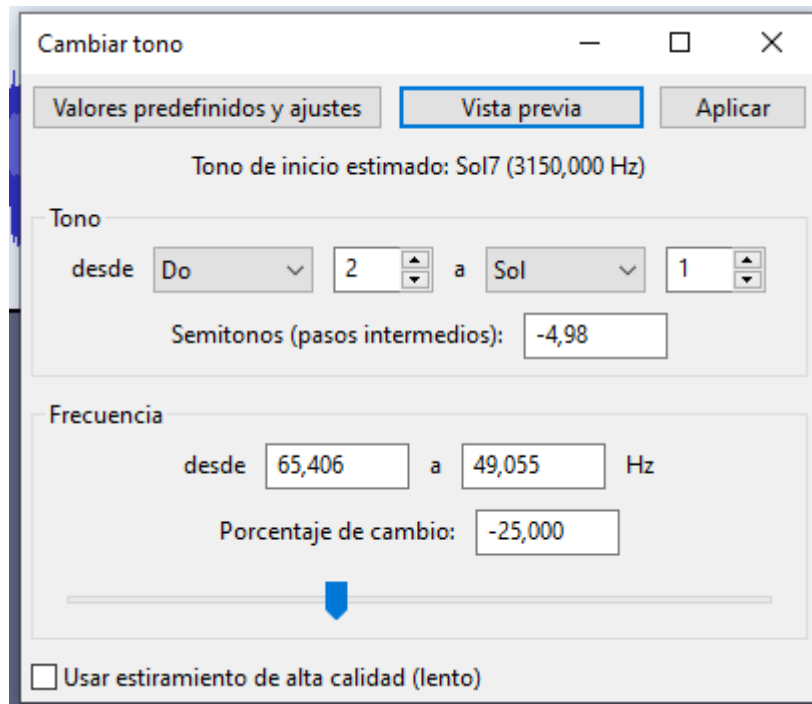 Cambiar tono
Valores predefinidos y ajustes Vista previa Aplicar
Tono de inicio estimado: Sol7 (3150,000 Hz)
Tono
desde Do 2 a Sol 1
Semitonos (pasos intermedios): -4,98
Frecuencia
desde 65,406 a 49,055 Hz
Porcentaje de cambio: -25,000
Usar estiramiento de alta calidad (lento)